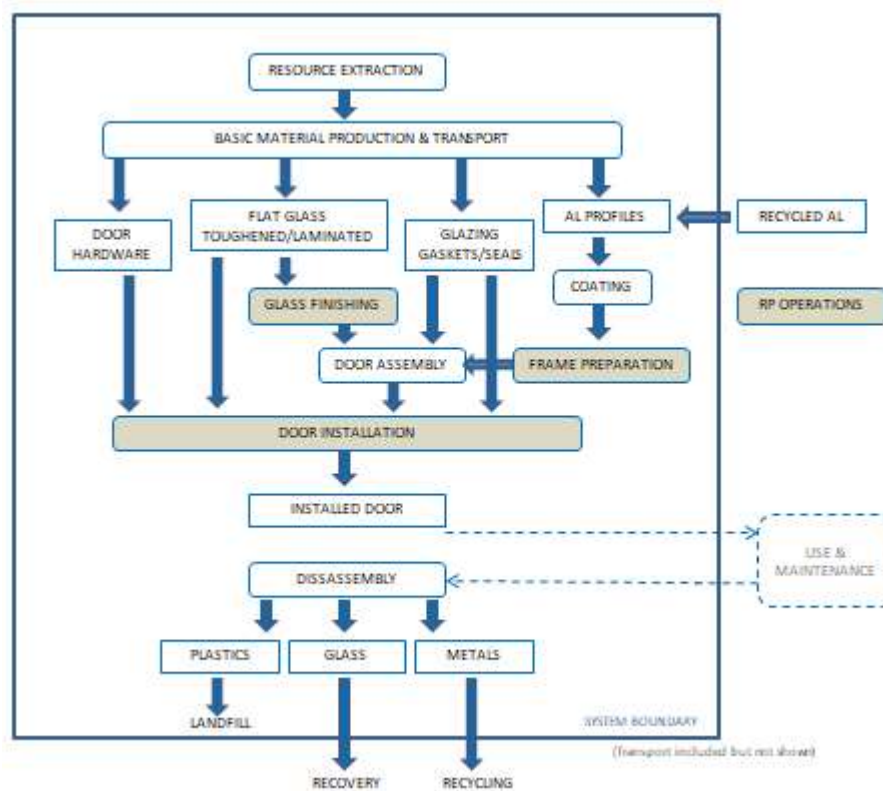 RESOURCE EXTRACTION
BASIC MATERIAL PRODUCTION & TRANSPORT
DOOR
HARDWARE
FLAT GLASS
TOUGHENED/LAMINATED
GLAZING
GASKETS/SEALS
AL PROFILES
RECYCLED AL
COATING
GLASS FINISHING
RP OPERATIONS
DOOR ASSEMBLY
FRAME PREPARATION
DOOR INSTALLATION
INSTALLED DOOR
USE &
MAINTENANCE
DISSASSEMBLY
PLASTICS
GLASS
METALS
LANDFILL
SYSTEM BOUNDARY
(Transport included but not shown)
RECOVERY
RECYCLING